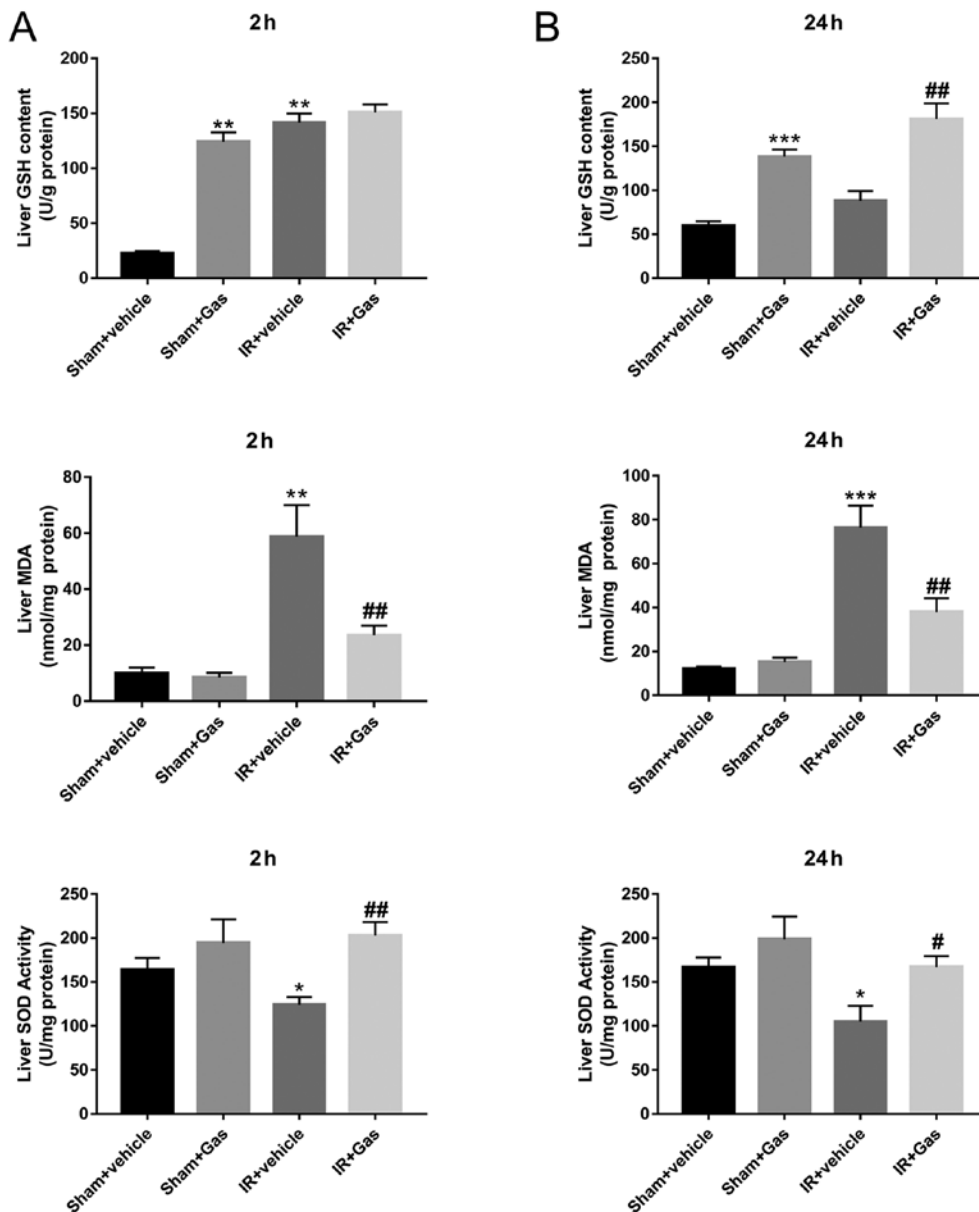 A
2h
Liver GSH content
(U/g protein)
200
150
100
50
0
**
**
Sham+vehicle
Sham+Gas
IR+vehicle
IR+Gas
B
24h
Liver GSH content
(U/g protein)
250
200
150
100
50
0
***
##
Sham+vehicle
Sham+Gas
IR+vehicle
IR+Gas
2h
Liver MDA
(nmol/mg protein)
80
60
40
20
0
**
##
Sham+vehicle
Sham+Gas
IR+vehicle
IR+Gas
24h
Liver MDA
(nmol/mg protein)
100
80
60
40
20
0
***
##
Sham+vehicle
Sham+Gas
IR+vehicle
IR+Gas
2h
Liver SOD Activity
(U/mg protein)
250
200
150
100
50
0
*
##
Sham+vehicle
Sham+Gas
IR+vehicle
IR+Gas
24h
Liver SOD Activity
(U/mg protein)
250
200
150
100
50
0
*
#
Sham+vehicle
Sham+Gas
IR+vehicle
IR+Gas